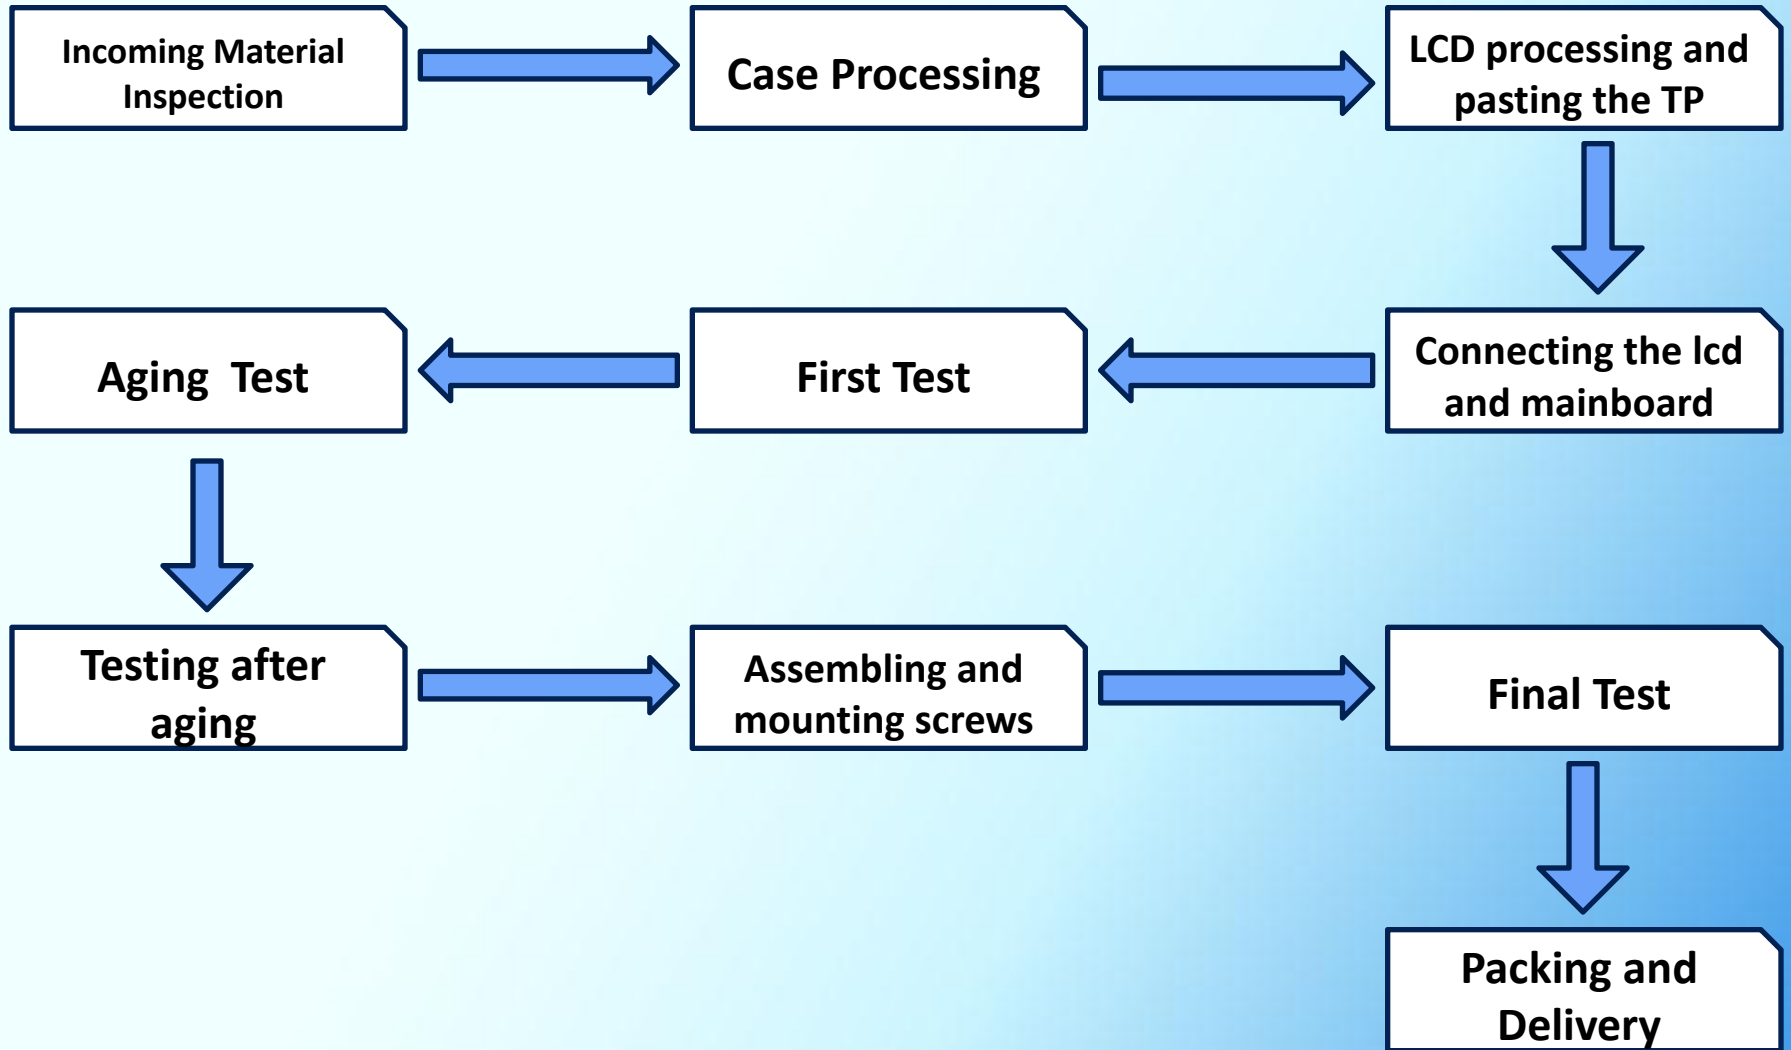 Incoming Material
Inspection
Case Processing
LCD processing and
pasting the TP
Connecting the lcd
and mainboard
First Test
Aging  Test
Testing after
aging
Assembling and
mounting screws
Final Test
Packing and
Delivery